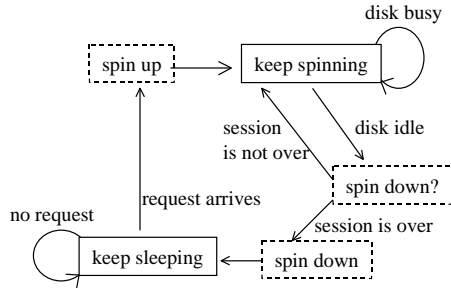 disk busy
spin up
keep spinning
session
is not over
disk idle
spin down?
request arrives
no request
session is over
keep sleeping
spin down